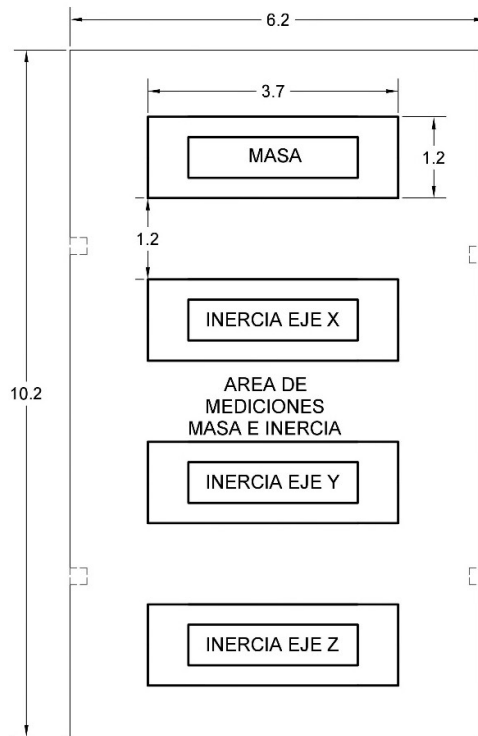 6.2
3.7
MASA
1.2
1.2
INERCIA EJE X
10.2
AREA DE
MEDICIONES
MASA E INERCIA
INERCIA EJE Y
INERCIA EJE Z